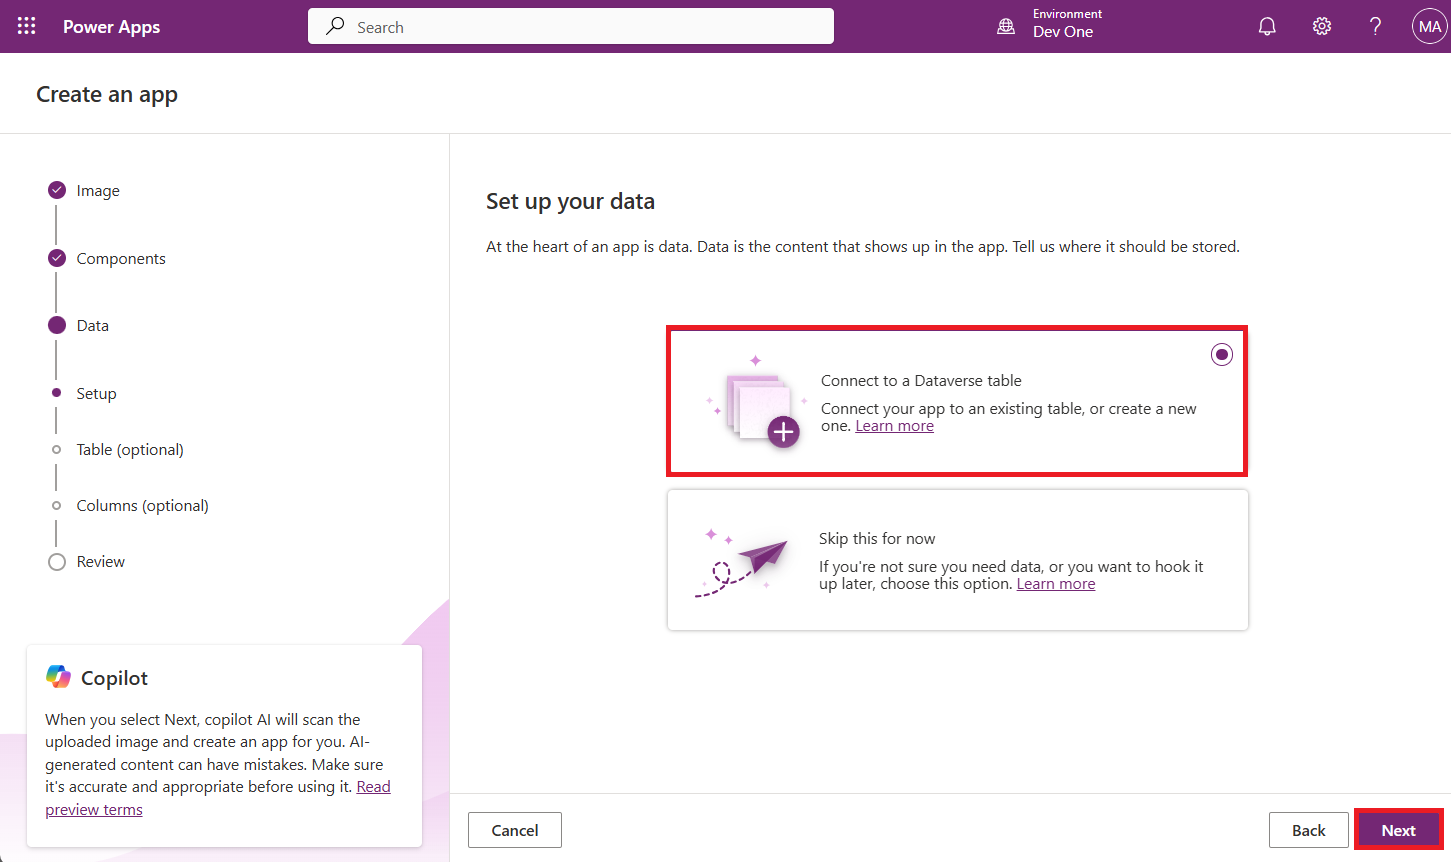 Power Apps
Search
Environment
Dev One
?
MA
Create an app
Image
Components
Data
Setup
Table (optional)
Columns (optional)
Review
Copilot
When you select Next, copilot AI will scan the
uploaded image and create an app for you. AI-
generated content can have mistakes. Make sure
it's accurate and appropriate before using it. Read
preview terms
Set up your data
At the heart of an app is data. Data is the content that shows up in the app. Tell us where it should be stored.
Connect to a Dataverse table
Connect your app to an existing table, or create a new
one. Learn more
Skip this for now
If you're not sure you need data, or you want to hook it
up later, choose this option. Learn more
Cancel
Back
Next